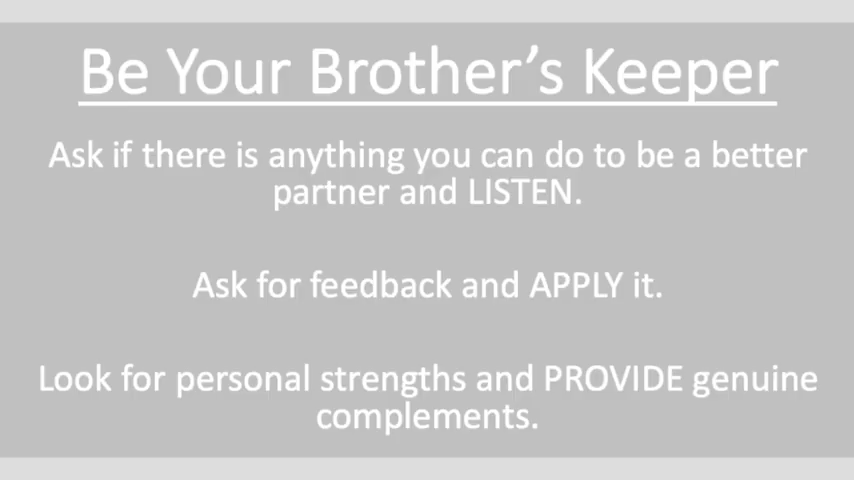 Be Your Brother’s Keeper
Ask if there is anything you can do to be a better
partner and LISTEN.
Ask for feedback and APPLY it.
Look for personal strengths and PROVIDE genuine
complements.